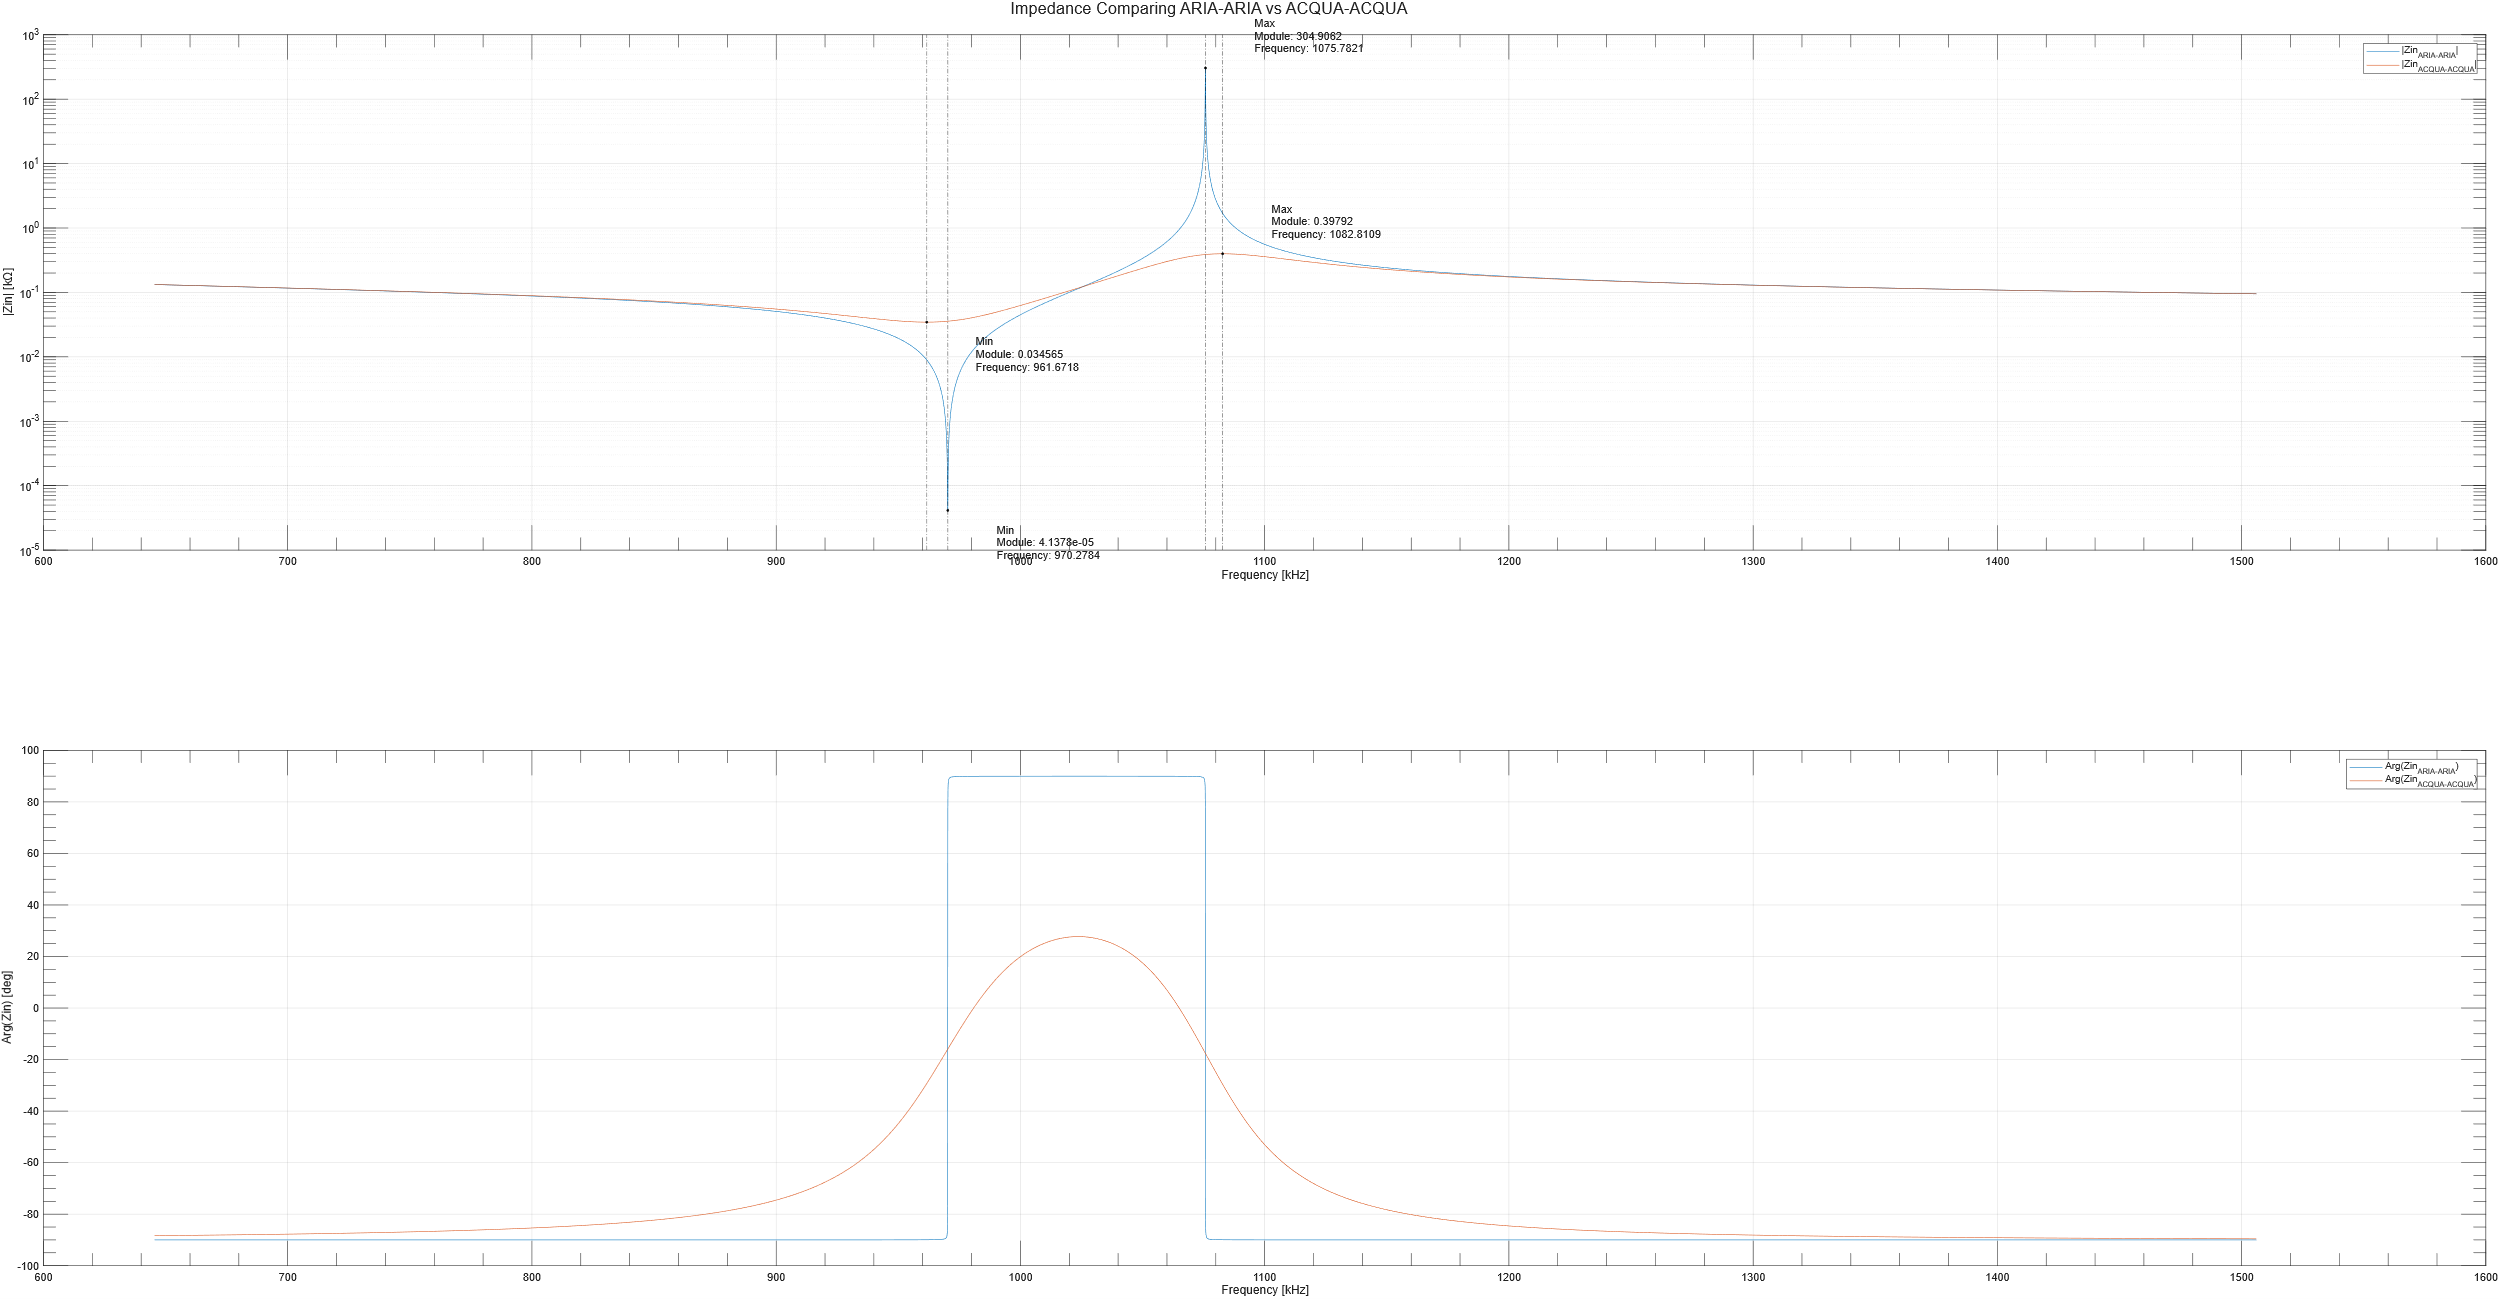 Impedance Comparing ARIA-ARIA vs ACQUA-ACQUA
Max
Module: 304.9062
Frequency: 1075.7821
|Zin_ARIA-ARIA|
|Zin_ACQUA-ACQUA|
10^3
10^2
10^1
10^0
10^-1
10^-2
10^-3
10^-4
10^-5
|Zin| [kΩ]
Max
Module: 0.39792
Frequency: 1082.8109
Min
Module: 0.034565
Frequency: 961.6718
Min
Module: 4.1378e-05
Frequency: 970.2784
600 700 800 900 1000 1100 1200 1300 1400 1500 1600
Frequency [kHz]
Arg(Zin_ARIA-ARIA)
Arg(Zin_ACQUA-ACQUA)
100
80
60
40
20
0
-20
-40
-60
-80
-100
Arg(Zin) [deg]
600 700 800 900 1000 1100 1200 1300 1400 1500 1600
Frequency [kHz]